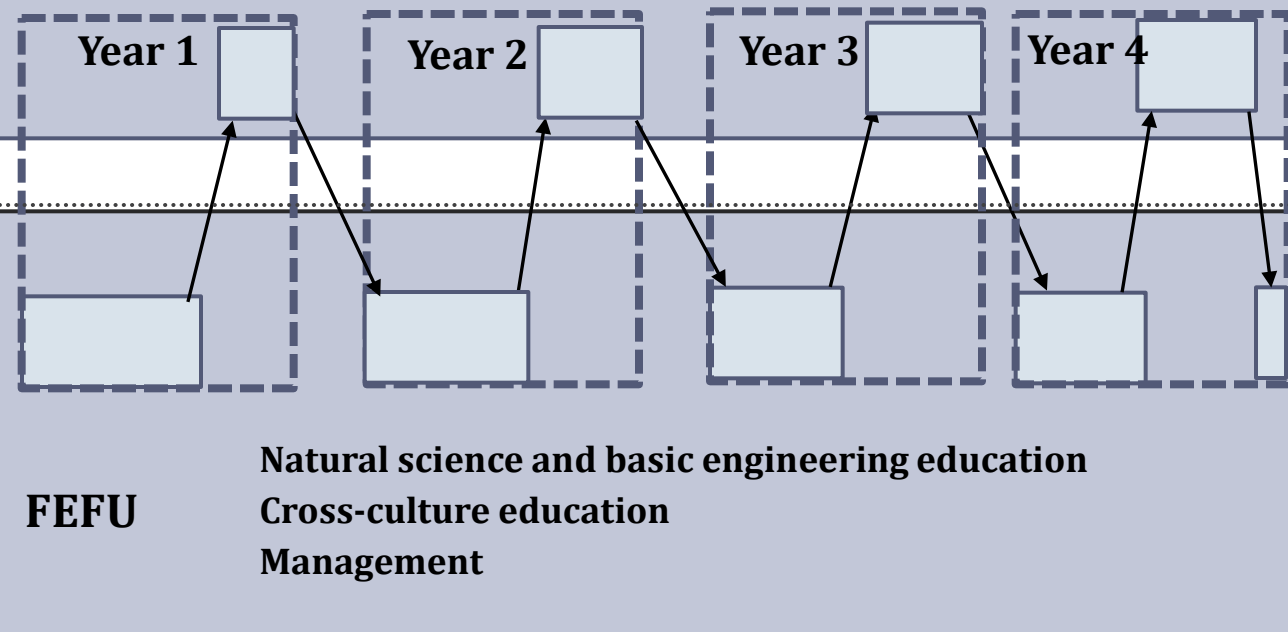 Year 1
Year 2
Year 3
Year 4
Natural science and basic engineering education
FEFU
Cross-culture education
Management